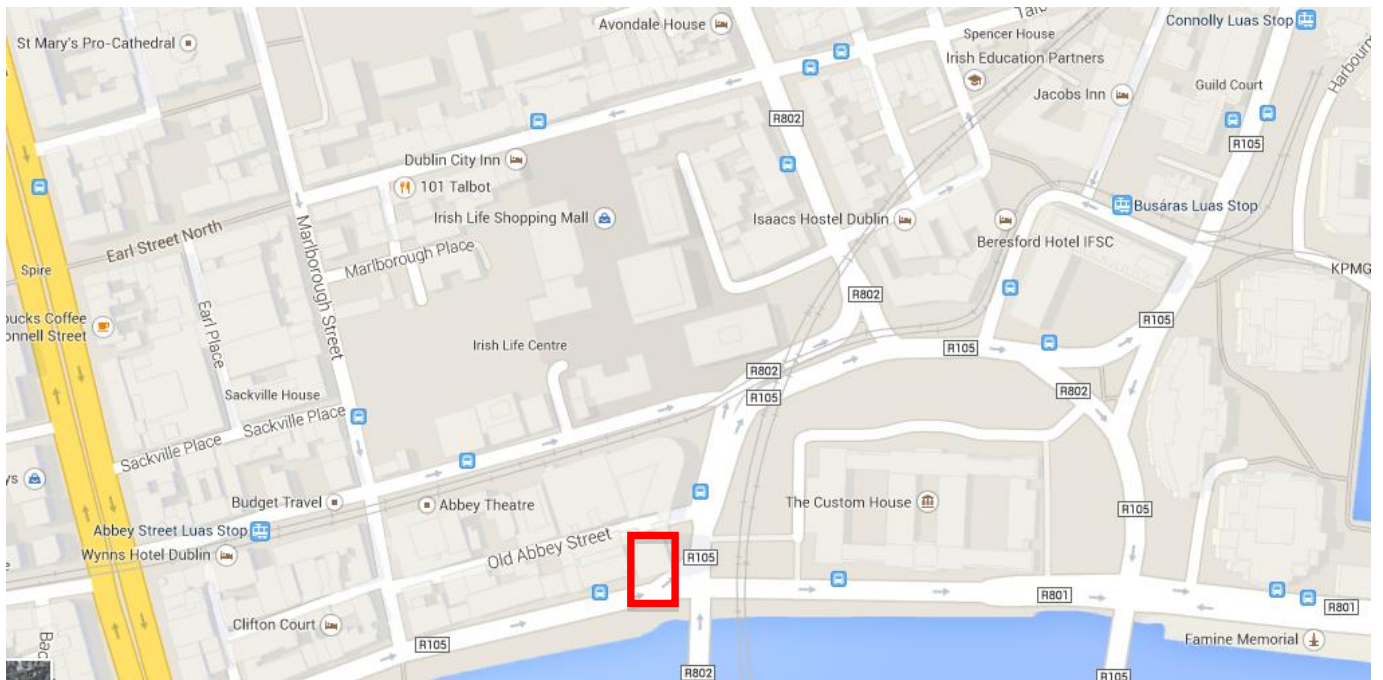 Avondale House
Talb
Connolly Luas Stop
St Mary's Pro-Cathedral
Spencer House
Irish Education Partners
Harbourm
Guild Court
Jacobs Inn
R802
R105
Dublin City Inn
101 Talbot
Irish Life Shopping Mall
Isaacs Hostel Dublin
Busáras Luas Stop
Earl Street North
Marlborough Street
Marlborough Place
Beresford Hotel IFSC
Spire
KPMG
R802
ucks Coffee
onnell Street
Earl Place
R105
Irish Life Centre
R105
R802
R802
R105
Sackville House
Sackville Place
Sackville Place
ys
Budget Travel
Abbey Theatre
The Custom House
R105
Abbey Street Luas Stop
Wynns Hotel Dublin
Old Abbey Street
R105
R801
R801
Clifton Court
Bac
R105
Famine Memorial
R802
R105